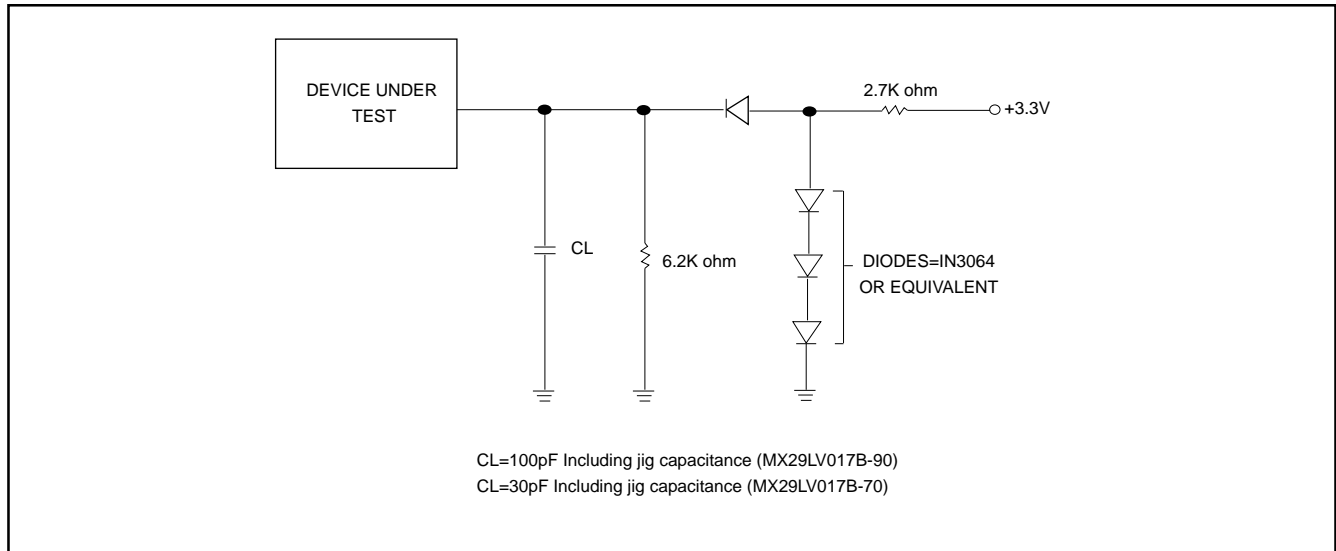 DEVICE UNDER
TEST
2.7K ohm
+3.3V
CL
6.2K ohm
DIODES=IN3064
OR EQUIVALENT
CL=100pF Including jig capacitance (MX29LV017B-90)
CL=30pF Including jig capacitance (MX29LV017B-70)